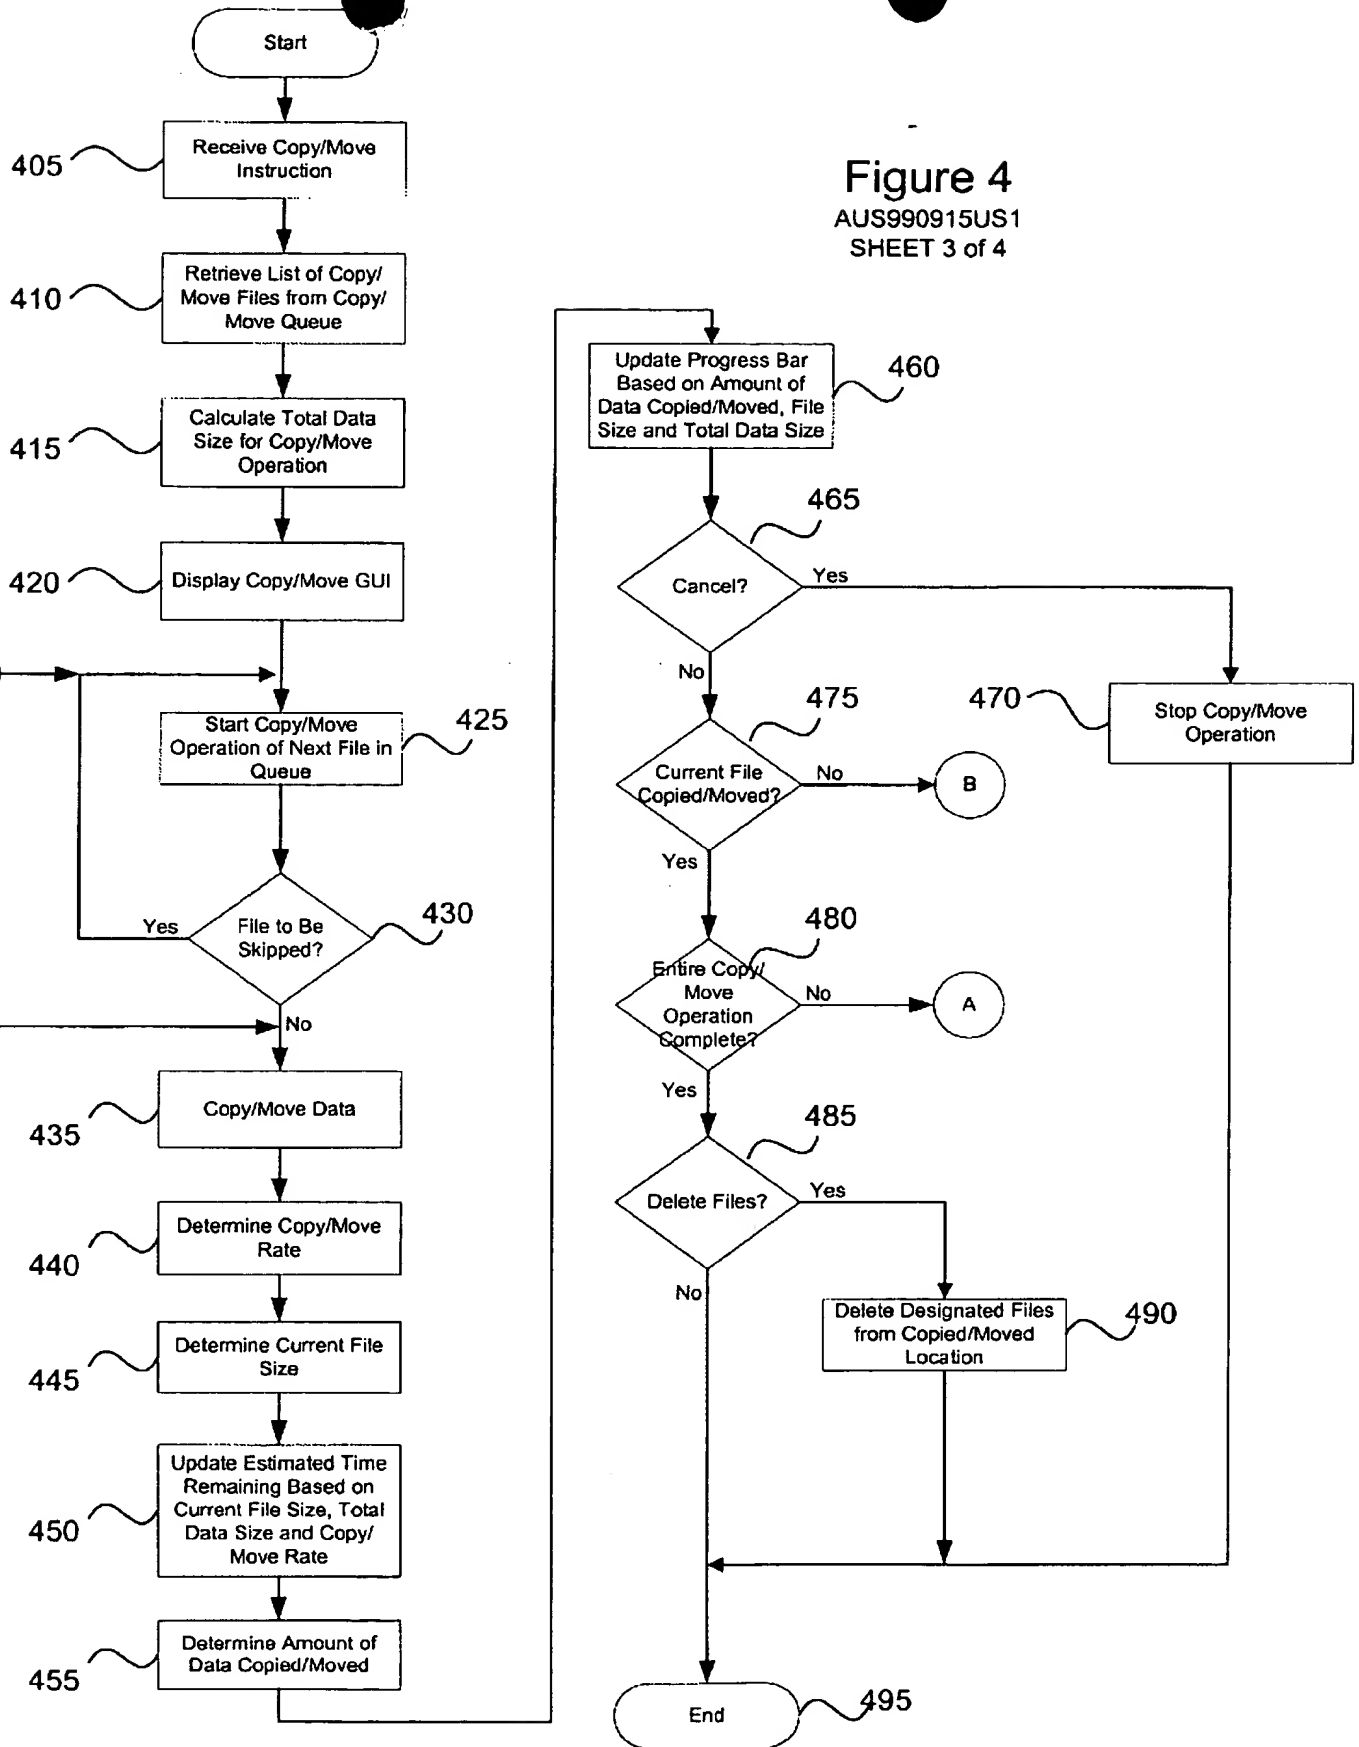 Start
405
Receive Copy/Move
Instruction
410
Retrieve List of Copy/
Move Files from Copy/
Move Queue
415
Calculate Total Data
Size for Copy/Move
Operation
420
Display Copy/Move GUI
Start Copy/Move
Operation of Next File in
Queue
425
Yes
File to Be
Skipped?
430
No
435
Copy/Move Data
440
Determine Copy/Move
Rate
445
Determine Current File
Size
450
Update Estimated Time
Remaining Based on
Current File Size, Total
Data Size and Copy/
Move Rate
455
Determine Amount of
Data Copied/Moved
Figure 4
AUS990915US1
SHEET 3 of 4
Update Progress Bar
Based on Amount of
Data Copied/Moved, File
Size and Total Data Size
460
465
Cancel?
Yes
No
470
Stop Copy/Move
Operation
475
Current File
Copied/Moved?
No
B
Yes
480
Entire Copy/
Move
Operation
Complete?
No
A
Yes
485
Delete Files?
Yes
No
Delete Designated Files
from Copied/Moved
Location
490
End
495